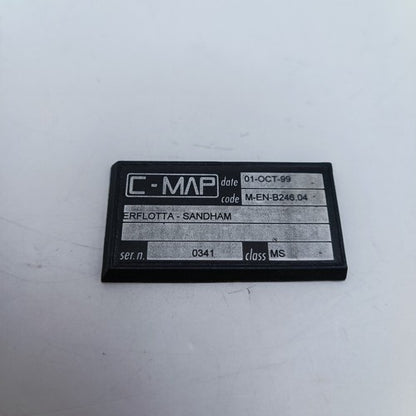 C-MAP date 01-OCT-99
code M-EN-B246.04
ERFLOTTA - SANDHAM
ser. n. 0341 class MS